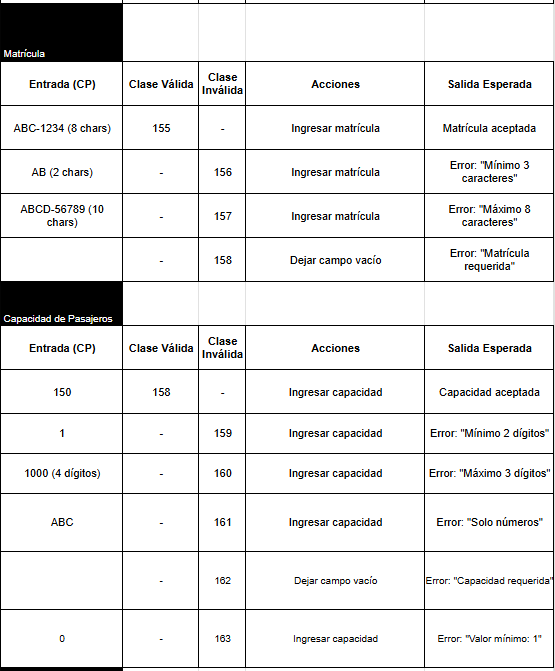 Matrícula
Entrada (CP) Clase Válida Clase Inválida Acciones Salida Esperada
ABC-1234 (8 chars) 155 - Ingresar matrícula Matrícula aceptada
AB (2 chars) - 156 Ingresar matrícula Error: "Mínimo 3 caracteres"
ABCD-56789 (10 chars) - 157 Ingresar matrícula Error: "Máximo 8 caracteres"
- 158 Dejar campo vacío Error: "Matrícula requerida"
Capacidad de Pasajeros
Entrada (CP) Clase Válida Clase Inválida Acciones Salida Esperada
150 158 - Ingresar capacidad Capacidad aceptada
1 - 159 Ingresar capacidad Error: "Mínimo 2 dígitos"
1000 (4 dígitos) - 160 Ingresar capacidad Error: "Máximo 3 dígitos"
ABC - 161 Ingresar capacidad Error: "Solo números"
- 162 Dejar campo vacío Error: "Capacidad requerida"
0 - 163 Ingresar capacidad Error: "Valor mínimo: 1"